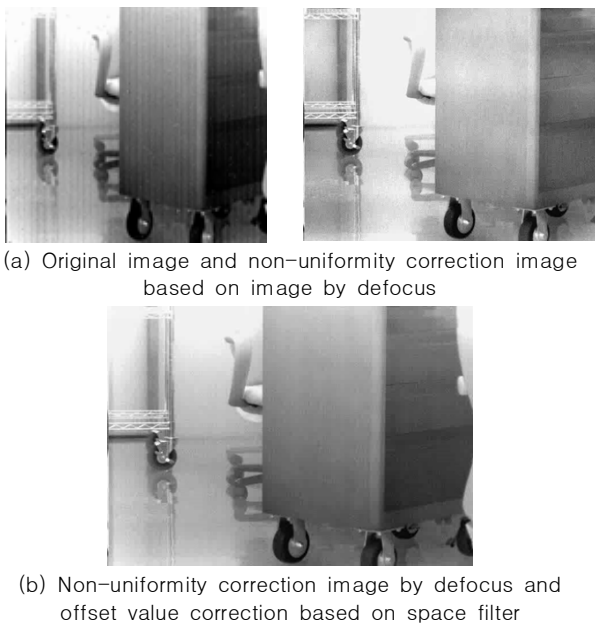 (a) Original image and non-uniformity correction image
based on image by defocus
(b) Non-uniformity correction image by defocus and
offset value correction based on space filter